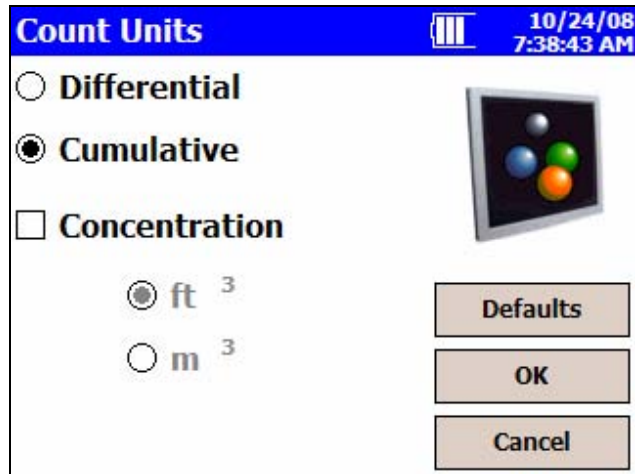 Count Units
10/24/08
7:38:43 AM
Differential
Cumulative
Concentration
ft 3
m 3
Defaults
OK
Cancel